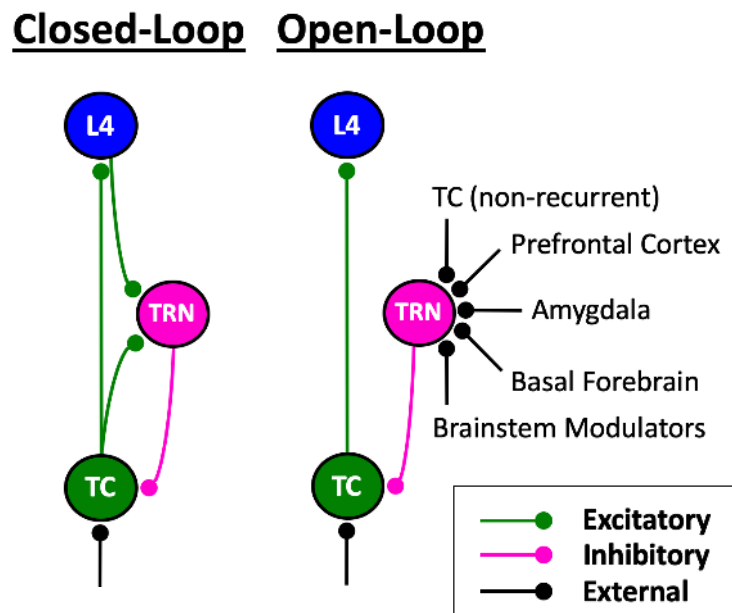 Closed-Loop
Open-Loop
L4
TRN
TC
L4
TRN
TC
TC (non-recurrent)
Prefrontal Cortex
Amygdala
Basal Forebrain
Brainstem Modulators
Excitatory
Inhibitory
External